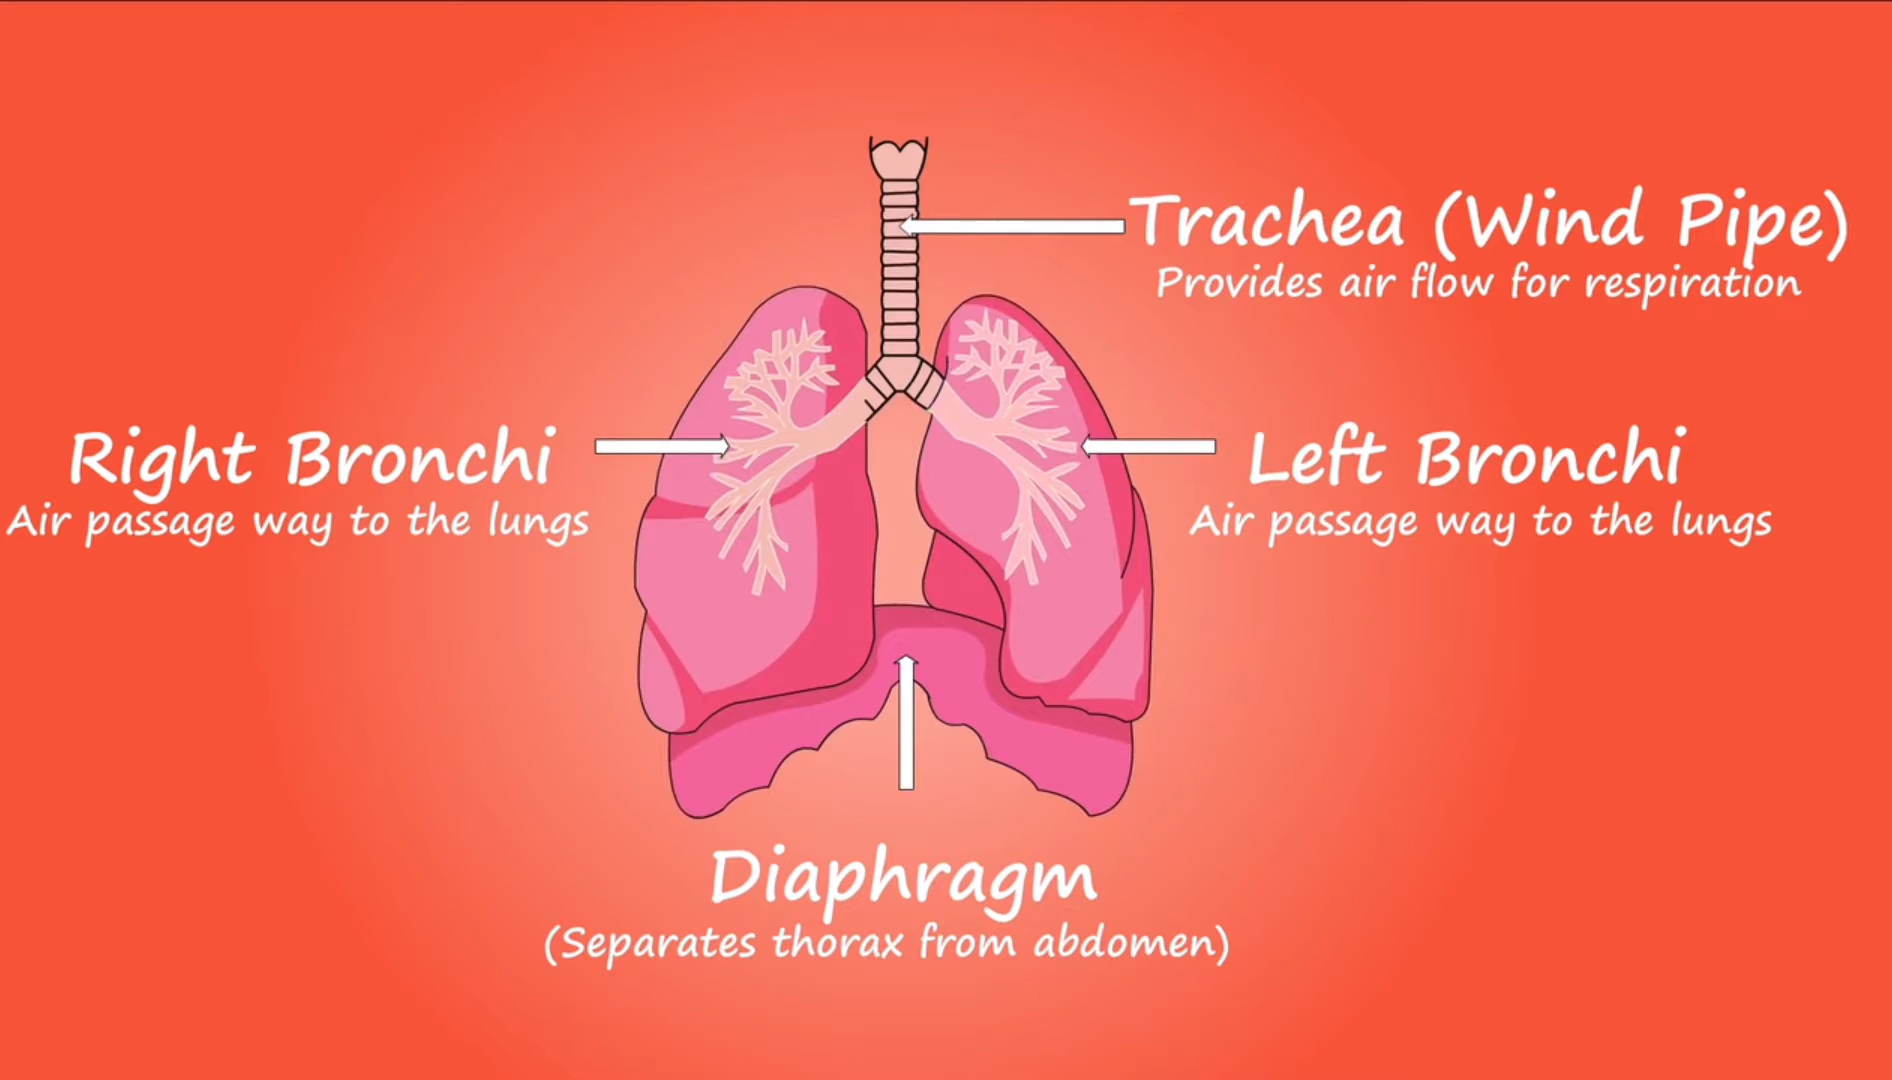 Trachea (Wind Pipe)
Provides air flow for respiration
Right Bronchi
Air passage way to the lungs
Left Bronchi
Air passage way to the lungs
Diaphragm
(Separates thorax from abdomen)